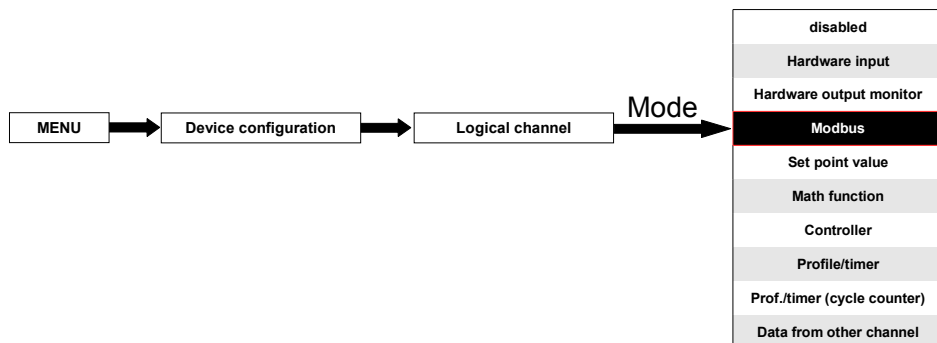 disabled
Hardware input
Hardware output monitor
MENU
Device configuration
Logical channel
Mode
Modbus
Set point value
Math function
Controller
Profile/timer
Prof./timer (cycle counter)
Data from other channel